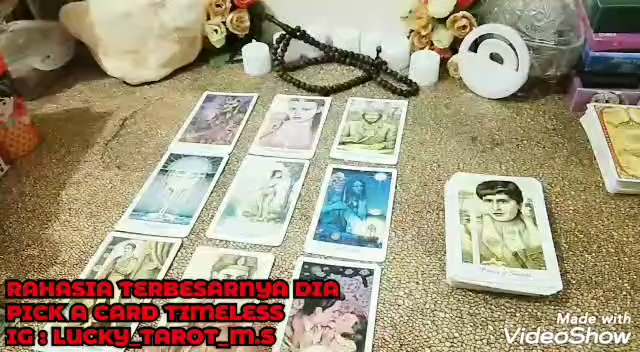 RAHASIA TERBESARNYA DIA
PICK A CARD TIMELESS
IG : LUCKY_TAROT_M.S
Made with
VideoShow